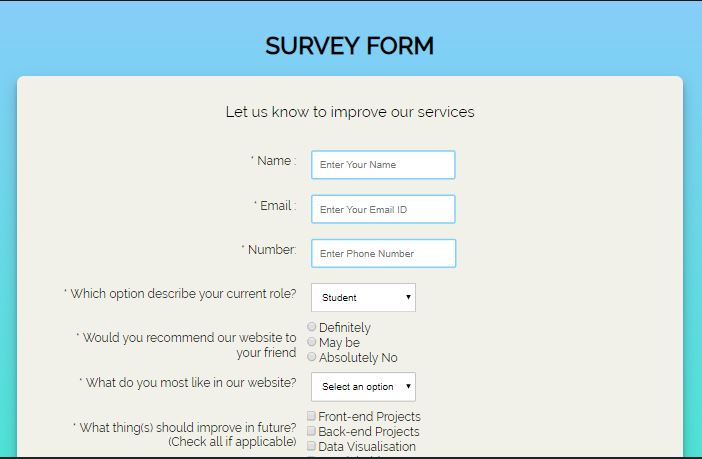 SURVEY FORM
Let us know to improve our services
* Name :
Enter Your Name
* Email :
Enter Your Email ID
* Number:
Enter Phone Number
* Which option describe your current role?
Student
* Would you recommend our website to
your friend
Definitely
May be
Absolutely No
* What do you most like in our website?
Select an option
* What thing(s) should improve in future?
(Check all if applicable)
Front-end Projects
Back-end Projects
Data Visualisation